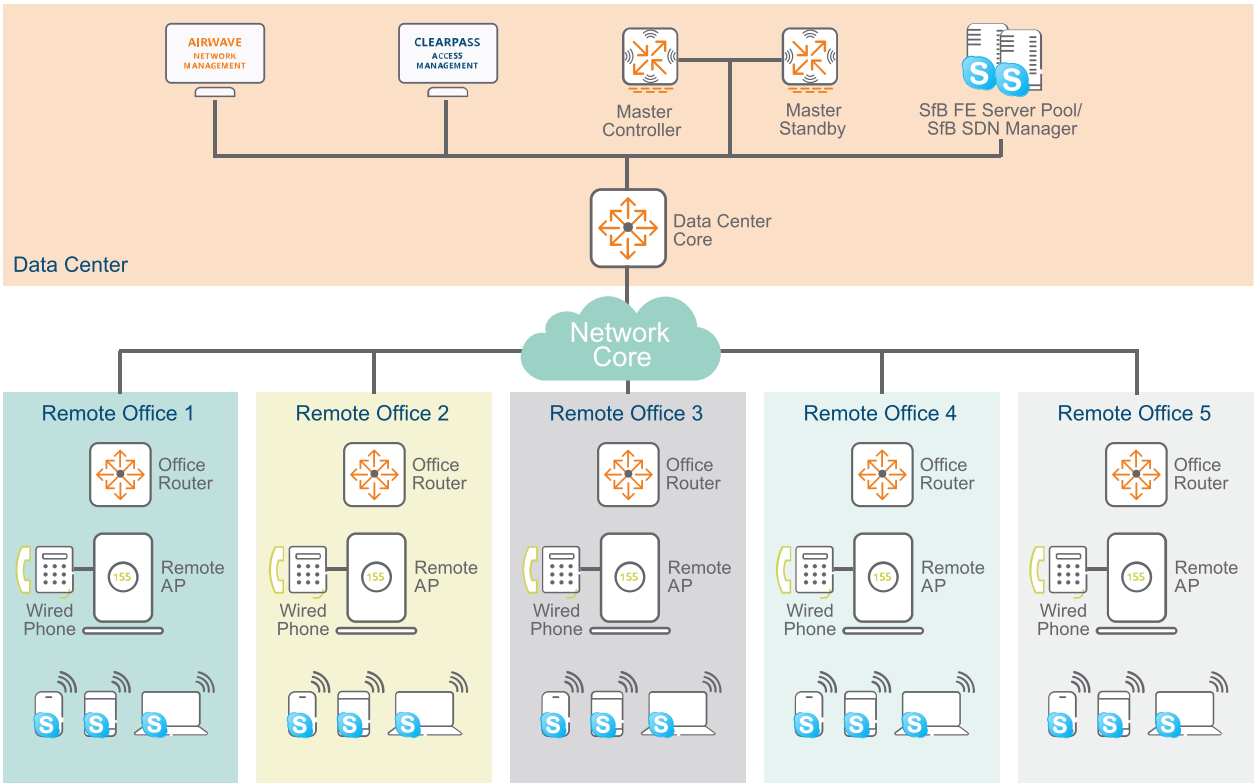 AIRWAVE
NETWORK
MANAGEMENT
CLEARPASS
ACCESS
MANAGEMENT
Master
Controller
Master
Standby
S
S
SfB FE Server Pool/
SfB SDN Manager
Data Center
Core
Data Center
Network
Core
Remote Office 1
Office
Router
155
Remote
AP
Wired
Phone
S
S
S
Remote Office 2
Office
Router
155
Remote
AP
Wired
Phone
S
S
S
Remote Office 3
Office
Router
155
Remote
AP
Wired
Phone
S
S
S
Remote Office 4
Office
Router
155
Remote
AP
Wired
Phone
S
S
S
Remote Office 5
Office
Router
155
Remote
AP
Wired
Phone
S
S
S